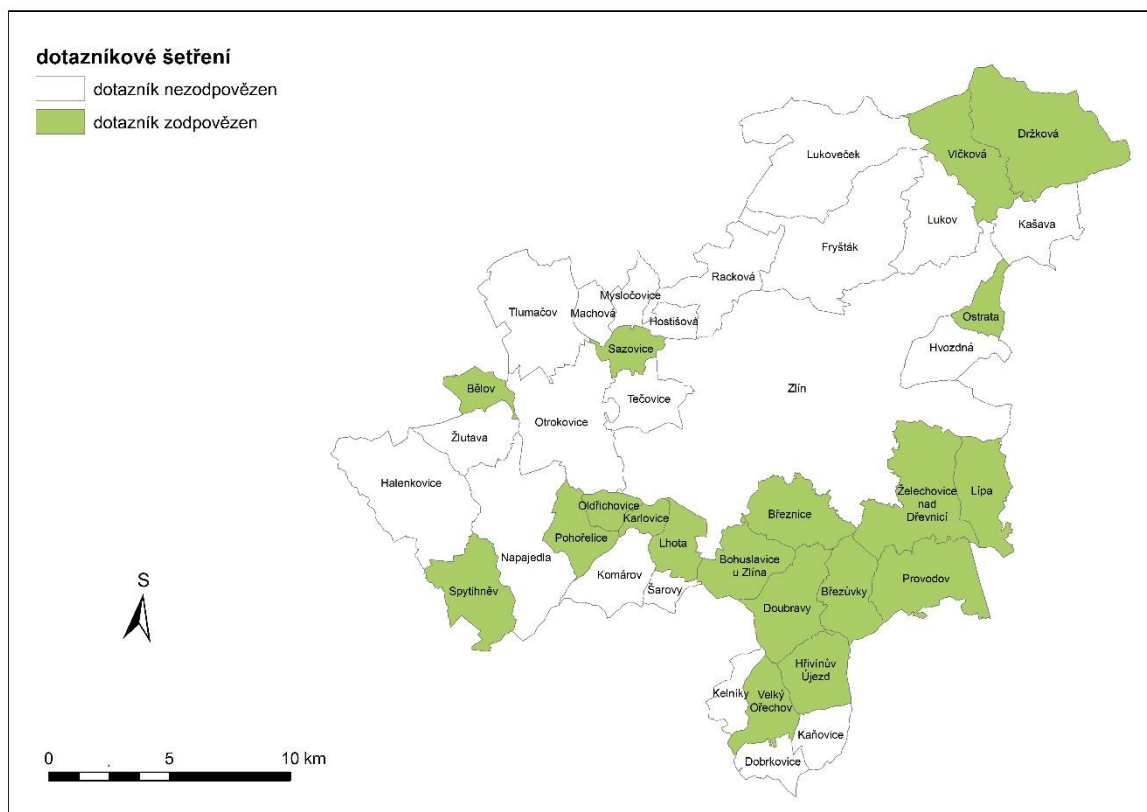 dotazníkové šetření
dotazník nezodpovězen
dotazník zodpovězen
Držková
Vlčková
Lukoveček
Lukov
Kašava
Fryšták
Racková
Mysločovice
Machová
Tlumačov
Hostišová
Ostrata
Sazovice
Hvozdná
Bělov
Zlín
Tečovice
Otrokovice
Žlutava
Halenkovice
Želechovice
nad
Dřevnicí
Lípa
Oldřichovice
Karlovice
Březnice
Pohořelice
Lhota
Napajedla
Bohuslavice
u Zlína
Komárov
Šarovy
Provodov
Březůvky
Spytihněv
Doubravy
S
Hřivínův
Újezd
Kelníky
Velký
Ořechov
Kaňovice
Dobrkovice
0 5 10 km